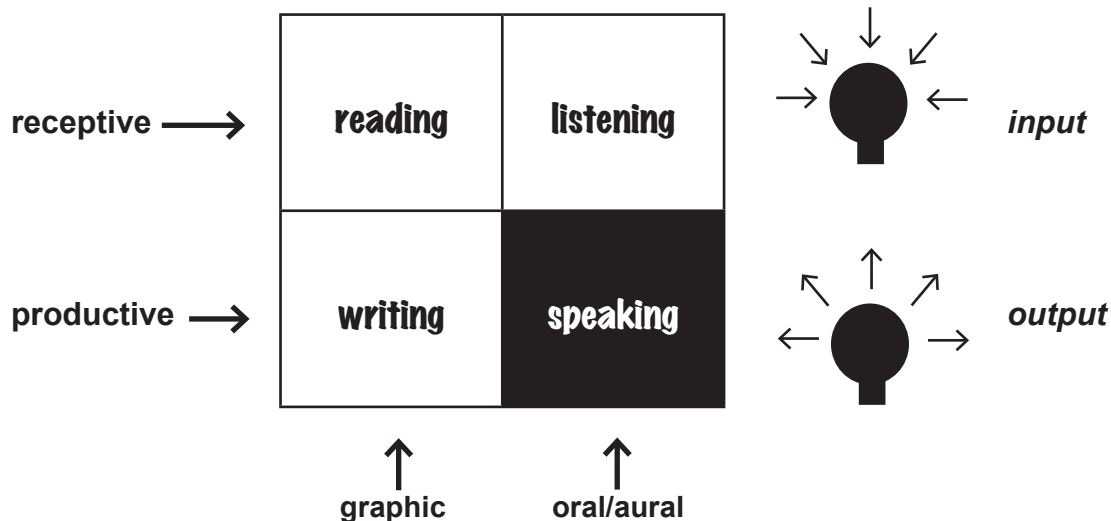 receptive reading listening input
productive writing speaking output
graphic oral/aural